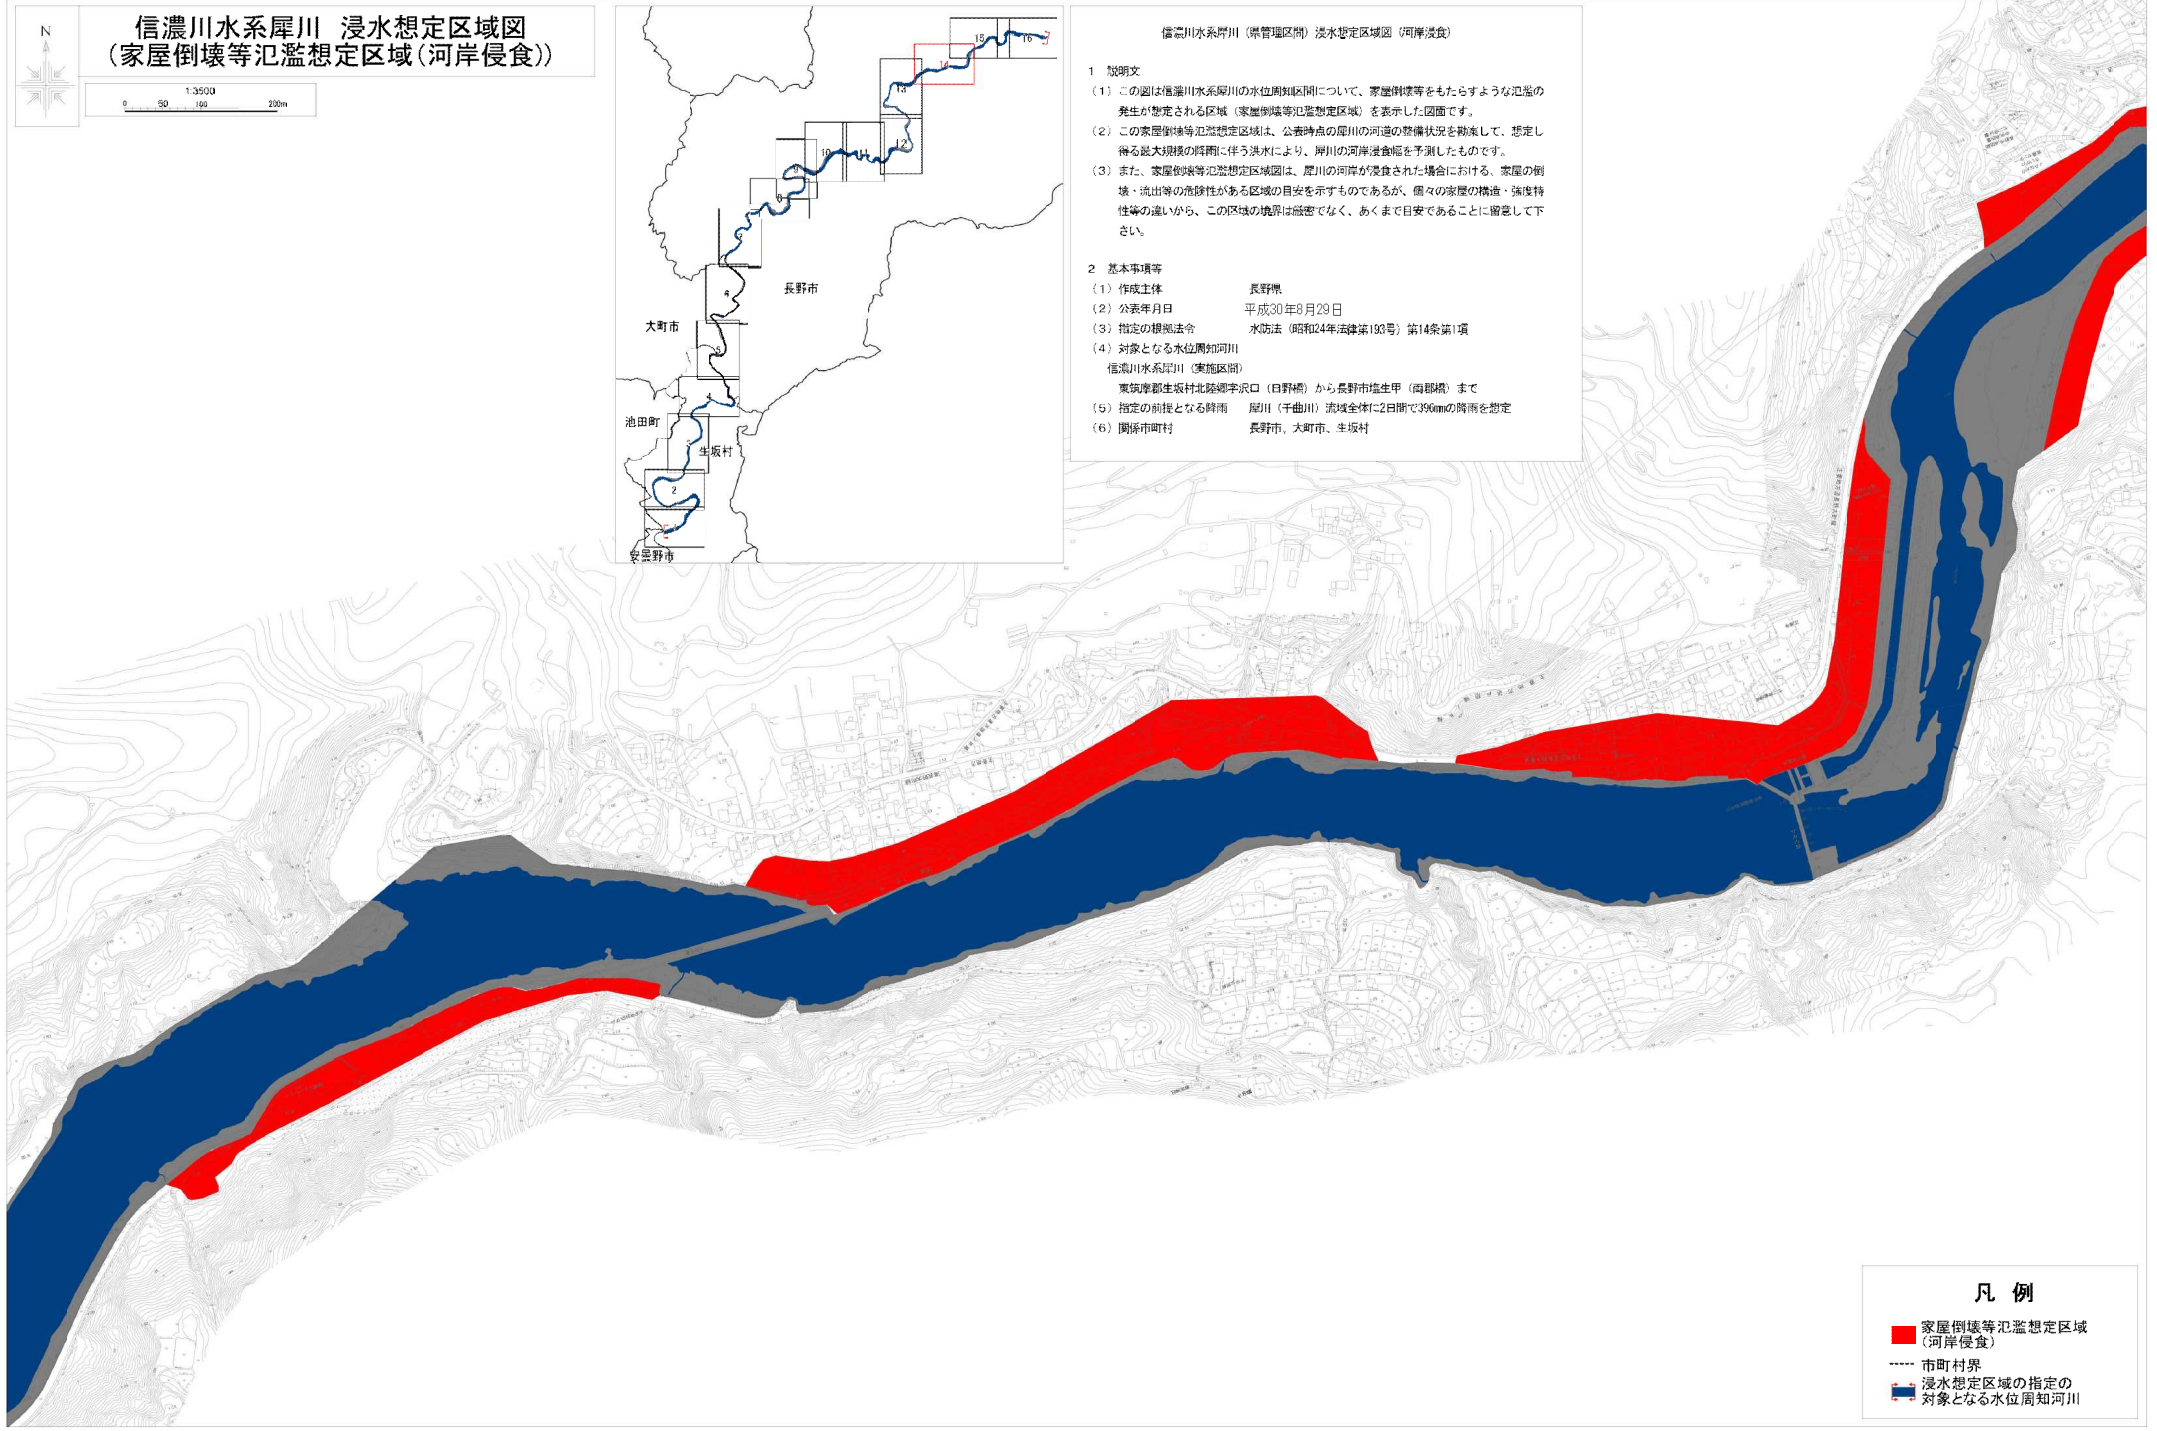 信濃川水系犀川 浸水想定区域図
（家屋倒壊等氾濫想定区域（河岸侵食））
N
1:3500
0 50 100 200m
15
16
14
13
12
11
10
9
8
7
6
5
4
3
2
1
長野市
大町市
池田町
生坂村
安曇野市
信濃川水系犀川（県管理区間）浸水想定区域図（河岸浸食）
1 説明文
（1）この図は信濃川水系犀川の水位周知区間について、家屋倒壊等をもたらすような氾濫の
発生が想定される区域（家屋倒壊等氾濫想定区域）を表示した図面です。
（2）この家屋倒壊等氾濫想定区域は、公表時点の犀川の河道の整備状況を勘案して、想定し
得る最大規模の降雨に伴う洪水により、犀川の河岸浸食幅を予測したものです。
（3）また、家屋倒壊等氾濫想定区域図は、犀川の河岸が浸食された場合における、家屋の倒
壊・流出等の危険性がある区域の目安を示すものであるが、個々の家屋の構造・強度特
性等の違いから、この区域の境界は厳密でなく、あくまで目安であることに留意して下
さい。
2 基本事項等
（1）作成主体 長野県
（2）公表年月日 平成30年8月29日
（3）指定の根拠法令 水防法（昭和24年法律第193号）第14条第1項
（4）対象となる水位周知河川
信濃川水系犀川（実施区間）
東筑摩郡生坂村北陸郷字沢口（日野橋）から長野市塩生甲（両郡橋）まで
（5）指定の前提となる降雨 犀川（千曲川）流域全体に2日間で396mmの降雨を想定
（6）関係市町村 長野市、大町市、生坂村
凡 例
家屋倒壊等氾濫想定区域
（河岸侵食）
市町村界
浸水想定区域の指定の
対象となる水位周知河川